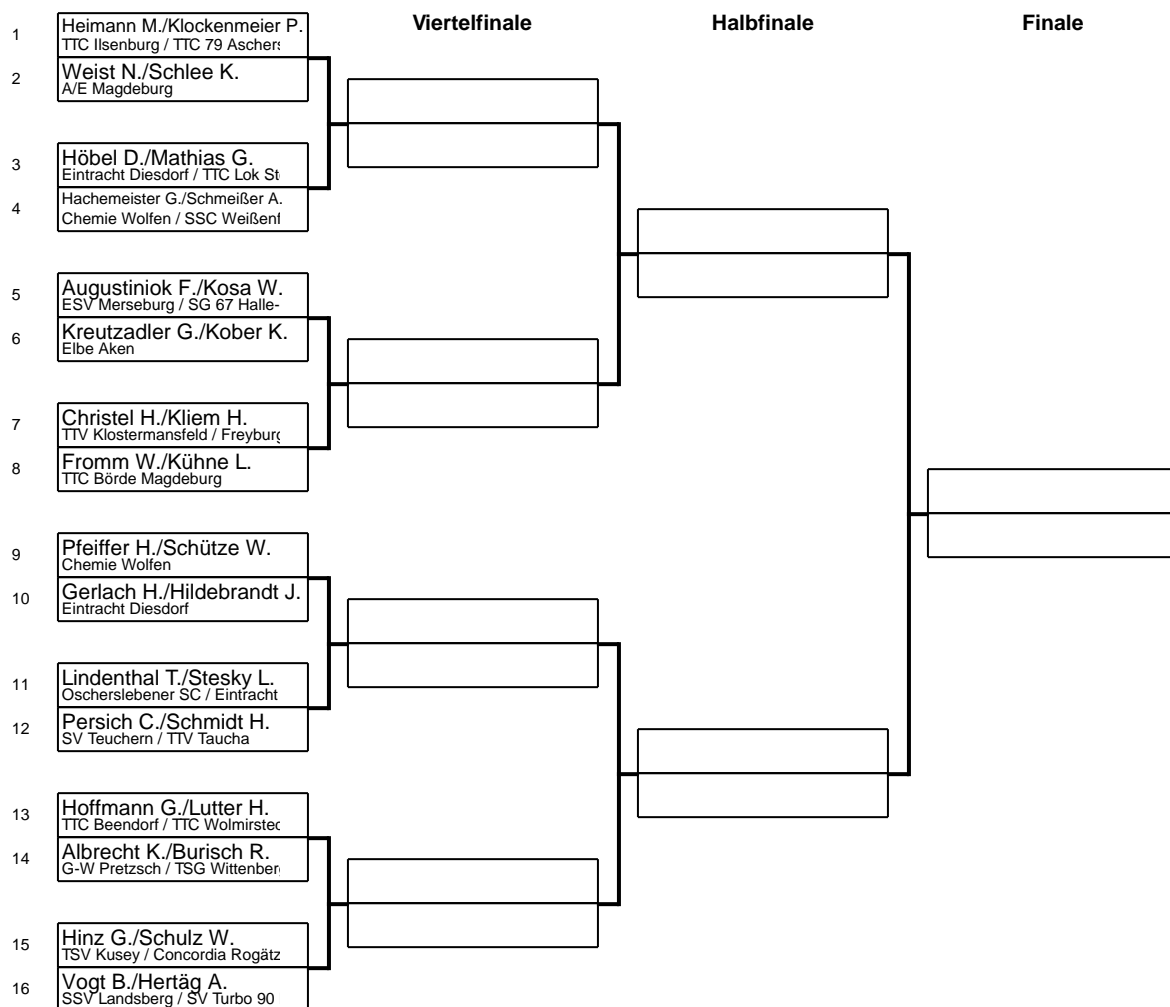 Viertelfinale
Halbfinale
Finale
1
Heimann M./Klockenmeier P.
TTC Ilsenburg / TTC 79 Aschers
2
Weist N./Schlee K.
A/E Magdeburg
3
Höbel D./Mathias G.
Eintracht Diesdorf / TTC Lok St
4
Hachemeister G./Schmeißer A.
Chemie Wolfen / SSC Weißenf
5
Augustiniok F./Kosa W.
ESV Merseburg / SG 67 Halle-
6
Kreutzadler G./Kober K.
Elbe Aken
7
Christel H./Kliem H.
TTV Klostermansfeld / Freyburg
8
Fromm W./Kühne L.
TTC Börde Magdeburg
9
Pfeiffer H./Schütze W.
Chemie Wolfen
10
Gerlach H./Hildebrandt J.
Eintracht Diesdorf
11
Lindenthal T./Stesky L.
Oscherslebener SC / Eintracht
12
Persich C./Schmidt H.
SV Teuchern / TTV Taucha
13
Hoffmann G./Lutter H.
TTC Beendorf / TTC Wolmirsted
14
Albrecht K./Burisch R.
G-W Pretzsch / TSG Wittenberg
15
Hinz G./Schulz W.
TSV Kusey / Concordia Rogätz
16
Vogt B./Hertäg A.
SSV Landsberg / SV Turbo 90